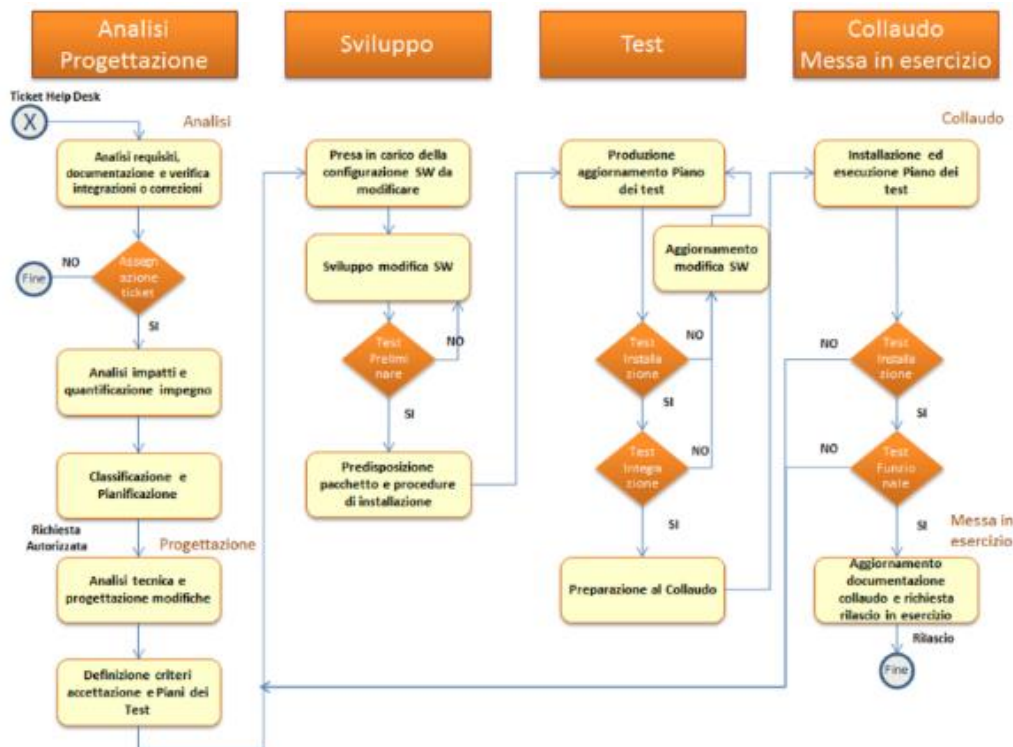 Analisi
Progettazione
Sviluppo
Test
Collaudo
Messa in esercizio
Ticket Help Desk
X
Analisi
Analisi requisiti,
documentazione e verifica
integrazioni o correzioni
NO
Fine
Assegn
azione
ticket
SI
Analisi impatti e
quantificazione impegno
Classificazione e
Pianificazione
Richiesta
Autorizzata
Progettazione
Analisi tecnica e
progettazione modifiche
Definizione criteri
accettazione e Piani dei
Test
Presa in carico della
configurazione SW da
modificare
Sviluppo modifica SW
Test
Prelimi
nare
NO
SI
Predisposizione
pacchetto e procedure
di installazione
Produzione
aggiornamento Piano
dei test
Aggiornamento
modifica SW
Test
Installa
zione
NO
SI
Test
Integra
zione
NO
SI
Preparazione al Collaudo
Collaudo
Installazione ed
esecuzione Piano dei
test
NO
Test
Installa
zione
SI
NO
Test
Funzio
nale
SI
Messa in
esercizio
Aggiornamento
documentazione
collaudo e richiesta
rilascio in esercizio
Rilascio
Fine